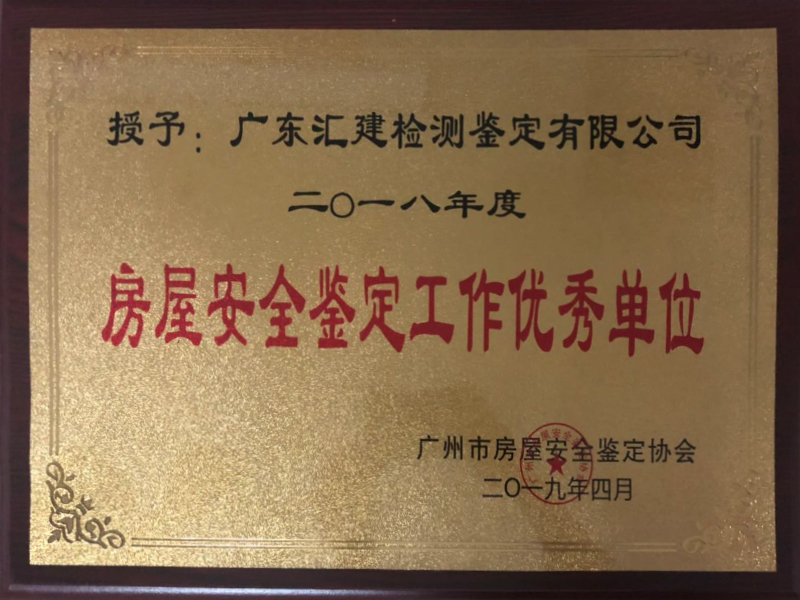 授予：广东汇建检测鉴定有限公司
二〇一八年度
房屋安全鉴定工作优秀单位
广州市房屋安全鉴定协会
二〇一九年四月